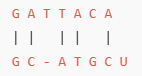 G A T T A C A
| |   | |   |
G C - A T G C U